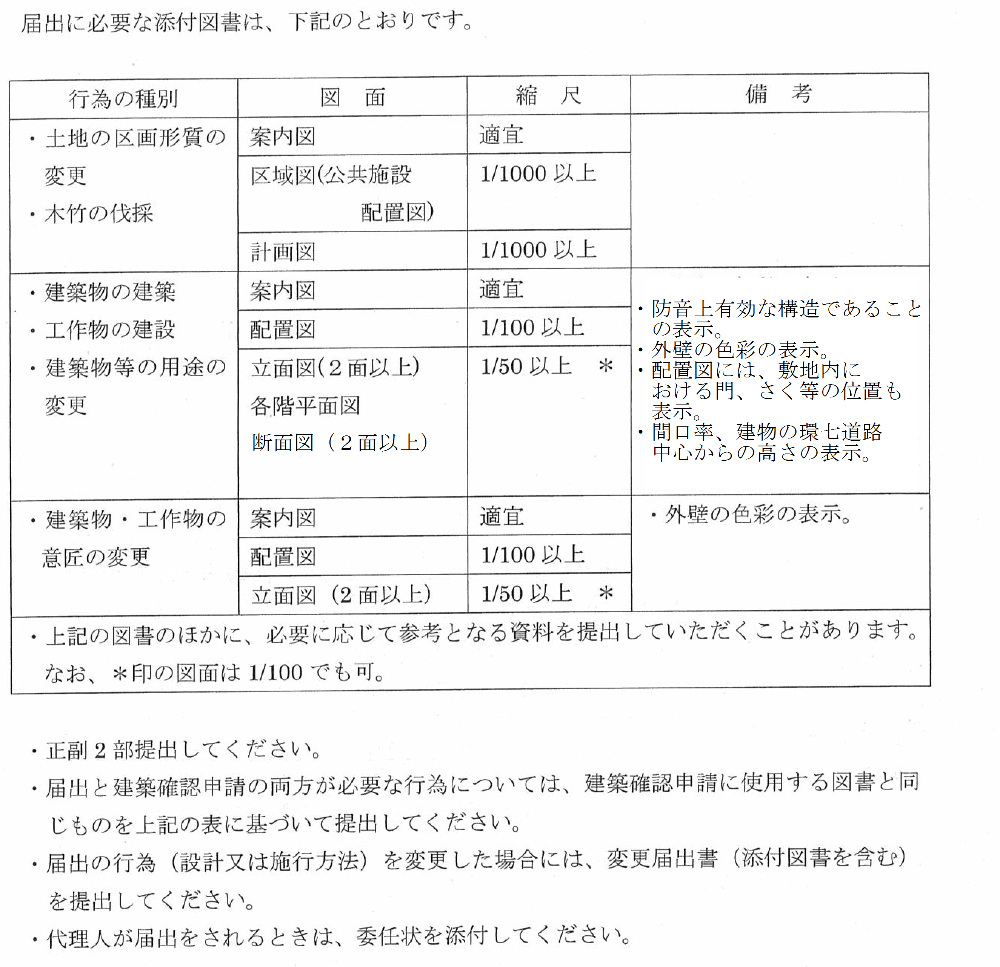 届出に必要な添付図書は、下記のとおりです。
行為の種別 図　面 縮　尺 備　考
・土地の区画形質の
変更
・木竹の伐採
案内図 適宜
区域図(公共施設 1/1000 以上
配置図)
計画図 1/1000 以上
・建築物の建築
・工作物の建設
・建築物等の用途の
変更
案内図 適宜
配置図 1/100 以上
立面図(２面以上) 1/50 以上　＊
各階平面図
断面図（２面以上）
・防音上有効な構造であること
の表示。
・外壁の色彩の表示。
・配置図には、敷地内に
おける門、さく等の位置も
表示。
・間口率、建物の環七道路
中心からの高さの表示。
・建築物・工作物の
意匠の変更
案内図 適宜
配置図 1/100 以上
立面図（2 面以上） 1/50 以上　＊
・外壁の色彩の表示。
・上記の図書のほかに、必要に応じて参考となる資料を提出していただくことがあります。
なお、＊印の図面は 1/100 でも可。
・正副 2 部提出してください。
・届出と建築確認申請の両方が必要な行為については、建築確認申請に使用する図書と同
じものを上記の表に基づいて提出してください。
・届出の行為（設計又は施行方法）を変更した場合には、変更届出書（添付図書を含む）
を提出してください。
・代理人が届出をされるときは、委任状を添付してください。